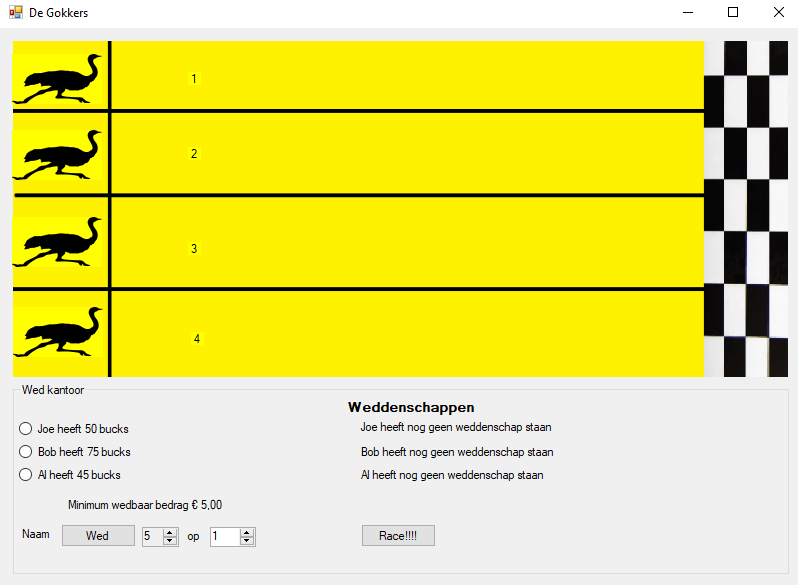 De Gokkers
1
2
3
4
Wed kantoor
Weddenschappen
Joe heeft 50 bucks
Joe heeft nog geen weddenschap staan
Bob heeft 75 bucks
Bob heeft nog geen weddenschap staan
Al heeft 45 bucks
Al heeft nog geen weddenschap staan
Minimum wedbaar bedrag € 5,00
Naam Wed 5 op 1 Race!!!!